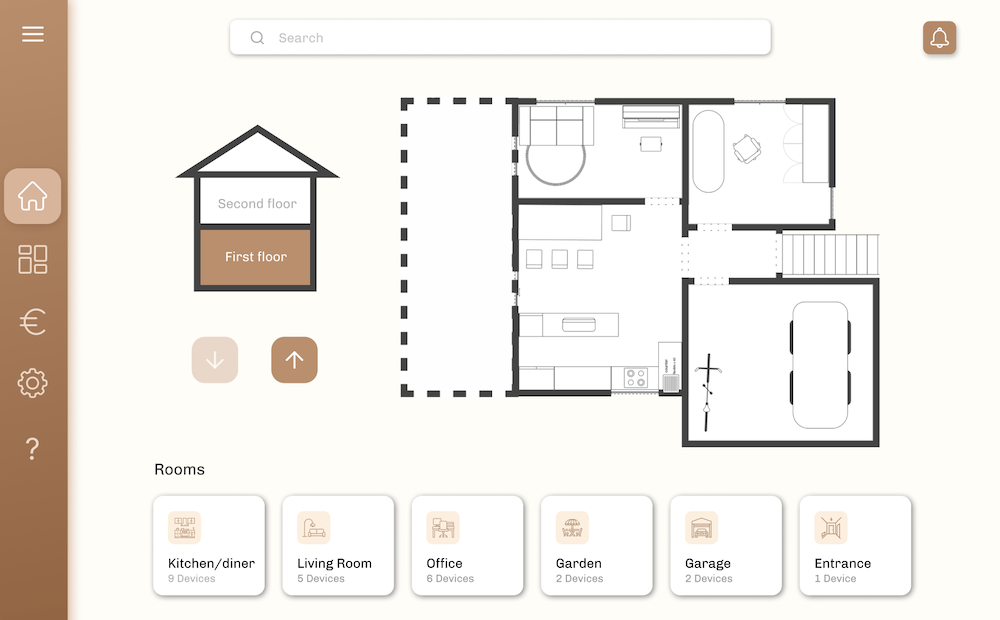 Search
Second floor
First floor
Rooms
Kitchen/diner
9 Devices
Living Room
5 Devices
Office
6 Devices
Garden
2 Devices
Garage
2 Devices
Entrance
1 Device